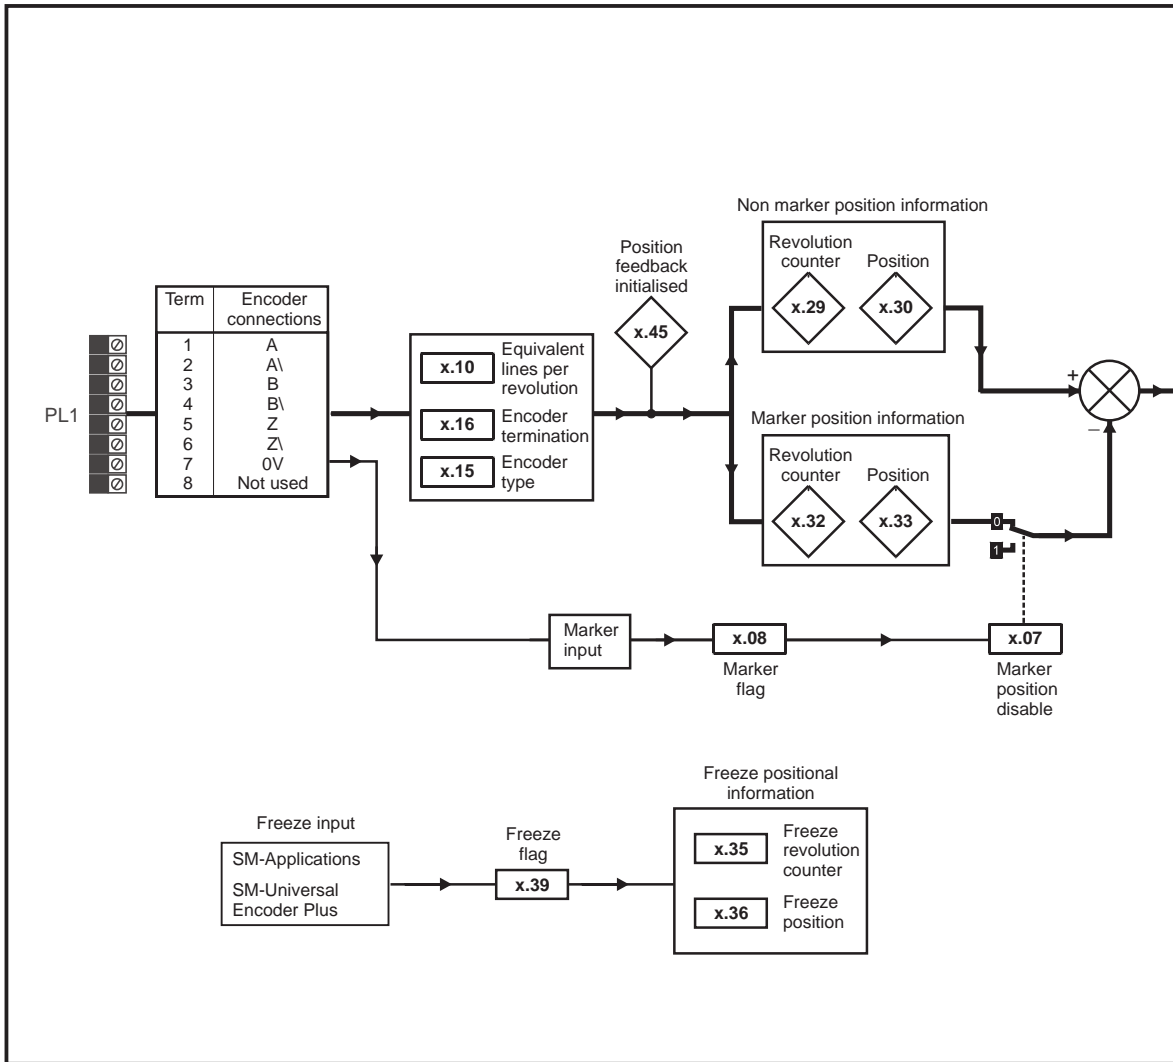 Non marker position information
Revolution
counter
Position
x.29
x.30
Position
feedback
initialised
x.45
Term
Encoder
connections
1 A
2 A\
3 B
4 B\
5 Z
6 Z\
7 0V
8 Not used
PL1
x.10
Equivalent
lines per
revolution
x.16
Encoder
termination
x.15
Encoder
type
+
–
Marker position information
Revolution
counter
Position
x.32
x.33
0
1
Marker
input
x.08
Marker
flag
x.07
Marker
position
disable
Freeze input
SM-Applications
SM-Universal
Encoder Plus
Freeze
flag
x.39
Freeze positional
information
x.35
Freeze
revolution
counter
x.36
Freeze
position